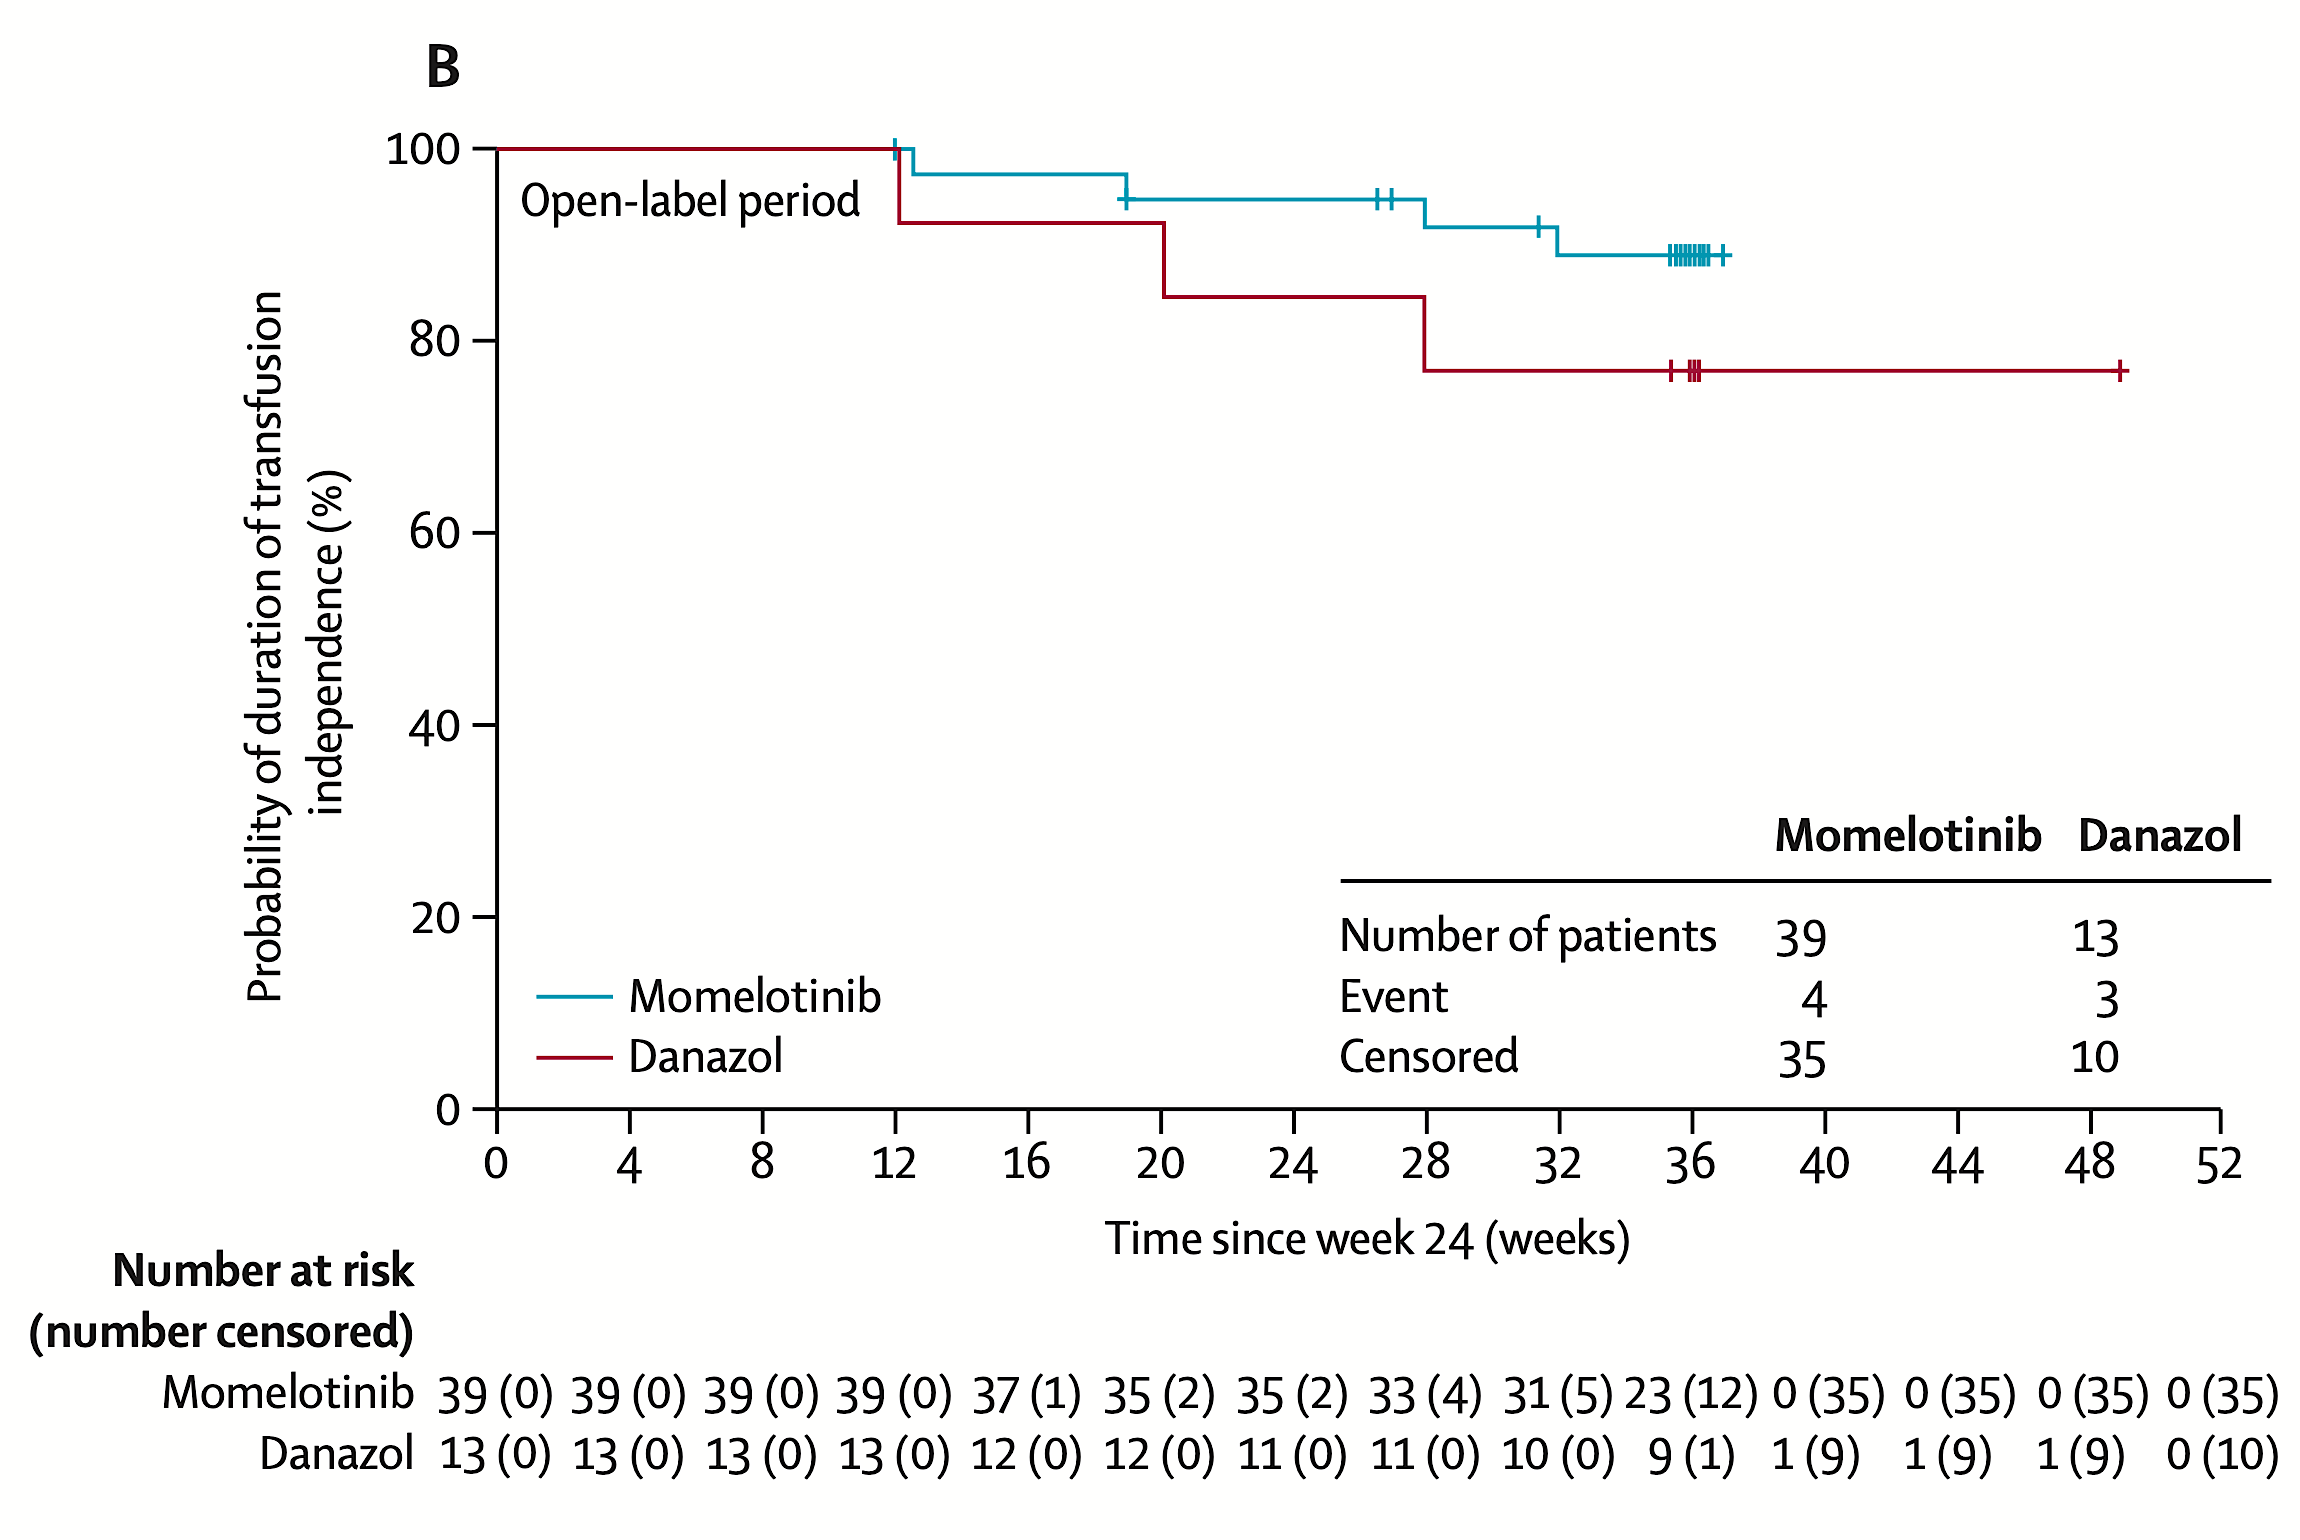 B
100
80
60
40
20
0
Probability of duration of transfusion
independence (%)
Open-label period
Momelotinib
Danazol
Momelotinib Danazol
Number of patients 39 13
Event 4 3
Censored 35 10
0 4 8 12 16 20 24 28 32 36 40 44 48 52
Time since week 24 (weeks)
Number at risk
(number censored)
Momelotinib 39 (0) 39 (0) 39 (0) 39 (0) 37 (1) 35 (2) 35 (2) 33 (4) 31 (5) 23 (12) 0 (35) 0 (35) 0 (35) 0 (35)
Danazol 13 (0) 13 (0) 13 (0) 13 (0) 12 (0) 12 (0) 11 (0) 11 (0) 10 (0) 9 (1) 1 (9) 1 (9) 1 (9) 0 (10)